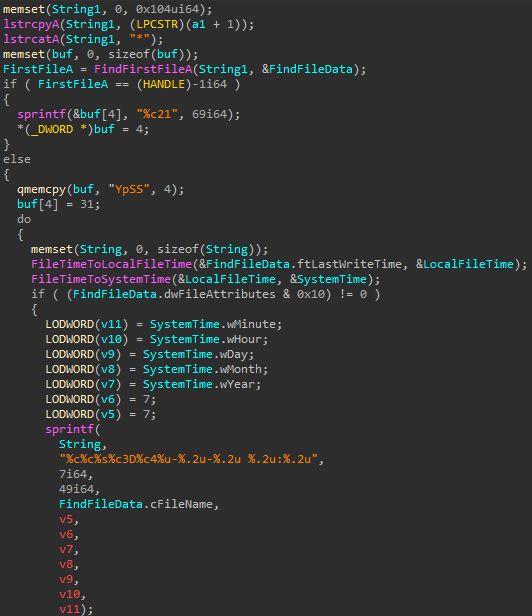 memset(String1, 0, 0x104ui64);
lstrcpyA(String1, (LPCSTR)(a1 + 1));
lstrcatA(String1, "*");
memset(buf, 0, sizeof(buf));
FirstFileA = FindFirstFileA(String1, &FindFileData);
if ( FirstFileA == (HANDLE)-1i64 )
{
  sprintf(&buf[4], "%c21", 69i64);
  *(_DWORD *)buf = 4;
}
else
{
  qmemcpy(buf, "YpSS", 4);
  buf[4] = 31;
  do
  {
    memset(String, 0, sizeof(String));
    FileTimeToLocalFileTime(&FindFileData.ftLastWriteTime, &LocalFileTime);
    FileTimeToSystemTime(&LocalFileTime, &SystemTime);
    if ( (FindFileData.dwFileAttributes & 0x10) != 0 )
    {
      LODWORD(v11) = SystemTime.wMinute;
      LODWORD(v10) = SystemTime.wHour;
      LODWORD(v9) = SystemTime.wDay;
      LODWORD(v8) = SystemTime.wMonth;
      LODWORD(v7) = SystemTime.wYear;
      LODWORD(v6) = 7;
      LODWORD(v5) = 7;
      sprintf(
        String,
        "%c%c%s%c3D%c4%u-%.2u-%.2u %.2u:%.2u",
        7i64,
        49i64,
        FindFileData.cFileName,
        v5,
        v6,
        v7,
        v8,
        v9,
        v10,
        v11);